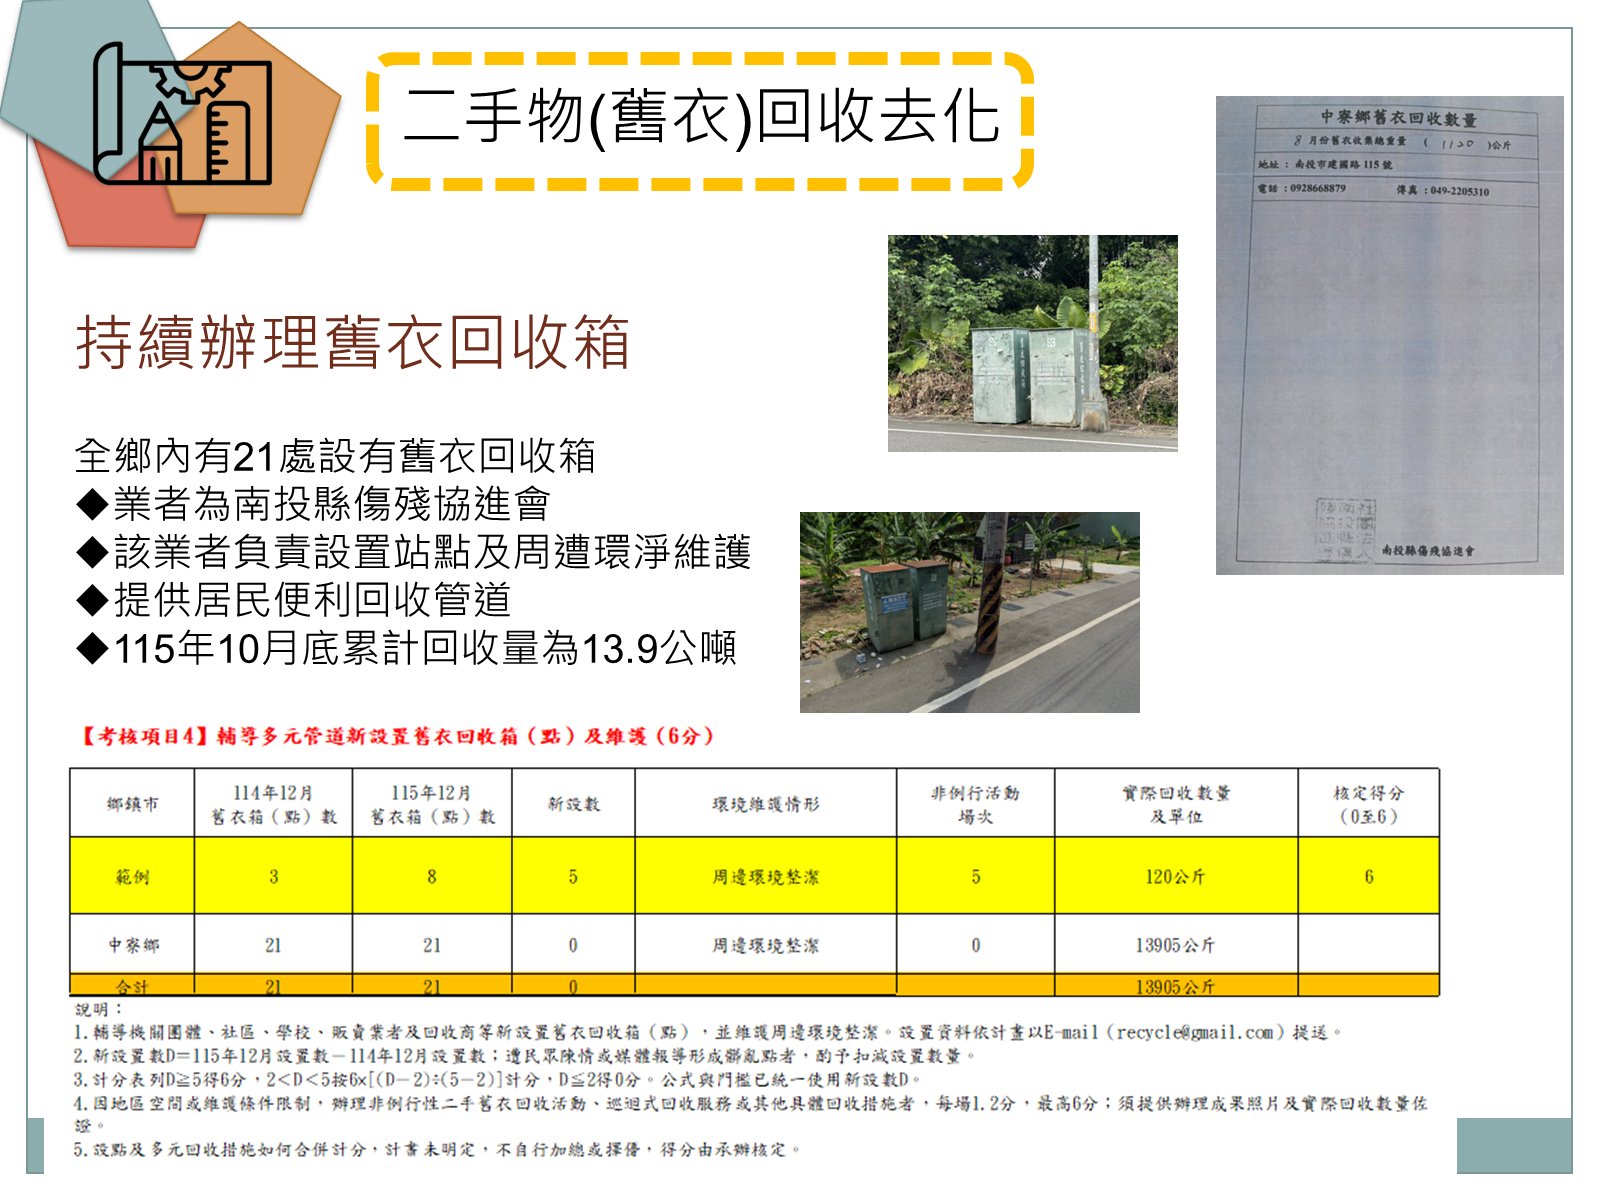 二手物(舊衣)回收去化
中寮鄉舊衣回收數量
8 月份舊衣收集總重量 ( 1120 )公斤
地址：南投市建國路 115 號
電話：0928668879 傳真：049-2205310
南投縣傷殘協進會
持續辦理舊衣回收箱
全鄉內有21處設有舊衣回收箱
◆業者為南投縣傷殘協進會
◆該業者負責設置站點及周遭環淨維護
◆提供居民便利回收管道
◆115年10月底累計回收量為13.9公噸
【考核項目4】輔導多元管道新設置舊衣回收箱（點）及維護（6分）
鄉鎮市 114年12月舊衣箱（點）數 115年12月舊衣箱（點）數 新設數 環境維護情形 非例行活動場次 實際回收數量及單位 核定得分（0至6）
範例 3 8 5 周邊環境整潔 5 120公斤 6
中寮鄉 21 21 0 周邊環境整潔 0 13905公斤
合計 21 21 0 13905公斤
說明：
1.輔導機關團體、社區、學校、販賣業者及回收商等新設置舊衣回收箱（點），並維護周邊環境整潔。設置資料依計畫以E-mail（recycle@gmail.com）提送。
2.新設置數D＝115年12月設置數－114年12月設置數；遭民眾陳情或媒體報導形成髒亂點者，酌予扣減設置數量。
3.計分表列D≧5得6分，2<D<5按6×[(D－2)÷(5－2)]計分，D≦2得0分。公式與門檻已統一使用新設數D。
4.因地區空間或維護條件限制，辦理非例行性二手舊衣回收活動、巡迴式回收服務或其他具體回收措施者，每場1.2分，最高6分；須提供辦理成果照片及實際回收數量佐
證。
5.設點及多元回收措施如何合併計分，計畫未明定，不自行加總或擇優，得分由承辦核定。